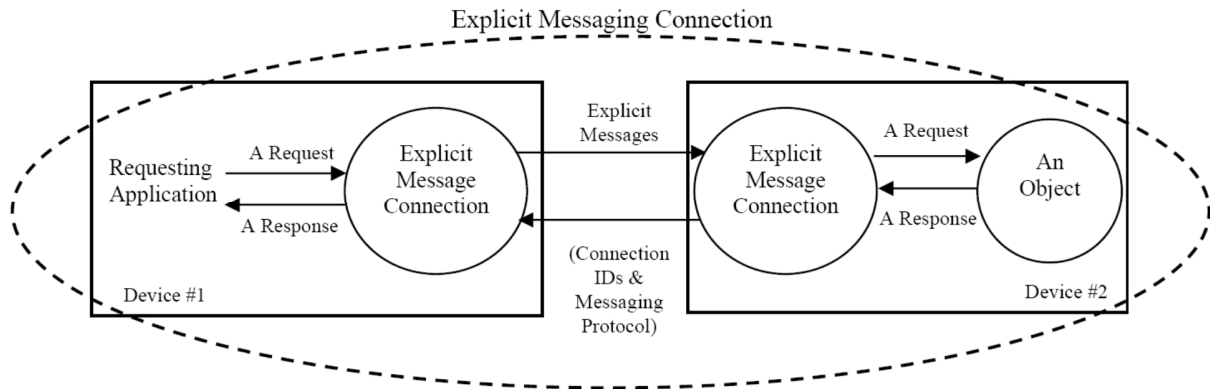 Explicit Messaging Connection
Requesting
Application
A Request
A Response
Explicit
Message
Connection
Device #1
Explicit
Messages
(Connection
IDs &
Messaging
Protocol)
Explicit
Message
Connection
A Request
A Response
An
Object
Device #2